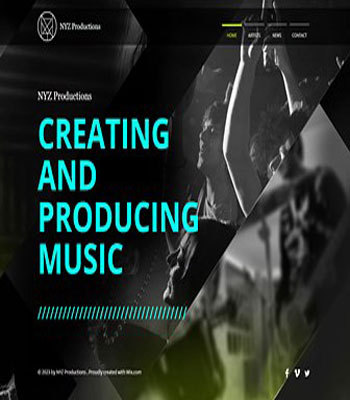 NYZ Productions
HOME ARTISTS NEWS CONTACT
NYZ Productions
CREATING
AND
PRODUCING
MUSIC
© 2023 by NYZ Productions . Proudly created with Wix.com